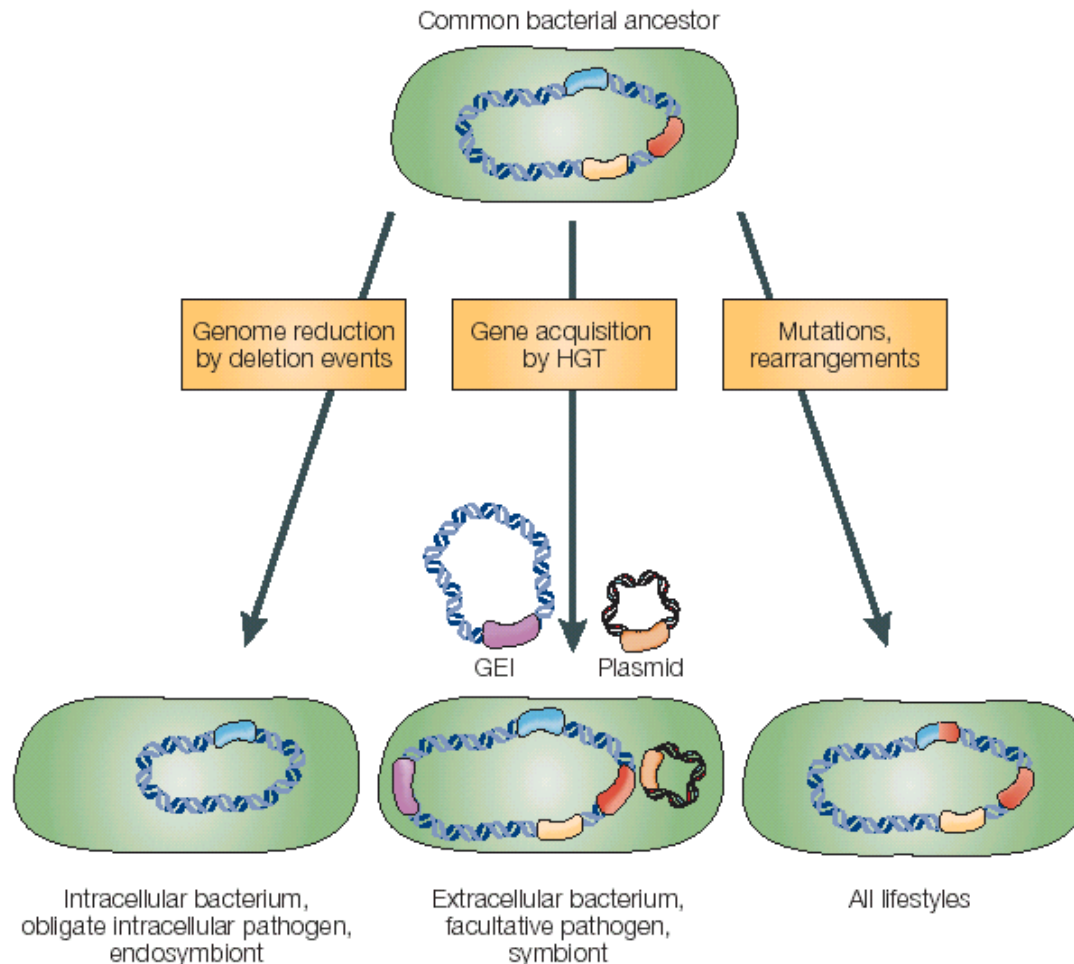 Common bacterial ancestor
Genome reduction
by deletion events
Gene acquisition
by HGT
Mutations,
rearrangements
GEI
Plasmid
Intracellular bacterium,
obligate intracellular pathogen,
endosymbiont
Extracellular bacterium,
facultative pathogen,
symbiont
All lifestyles